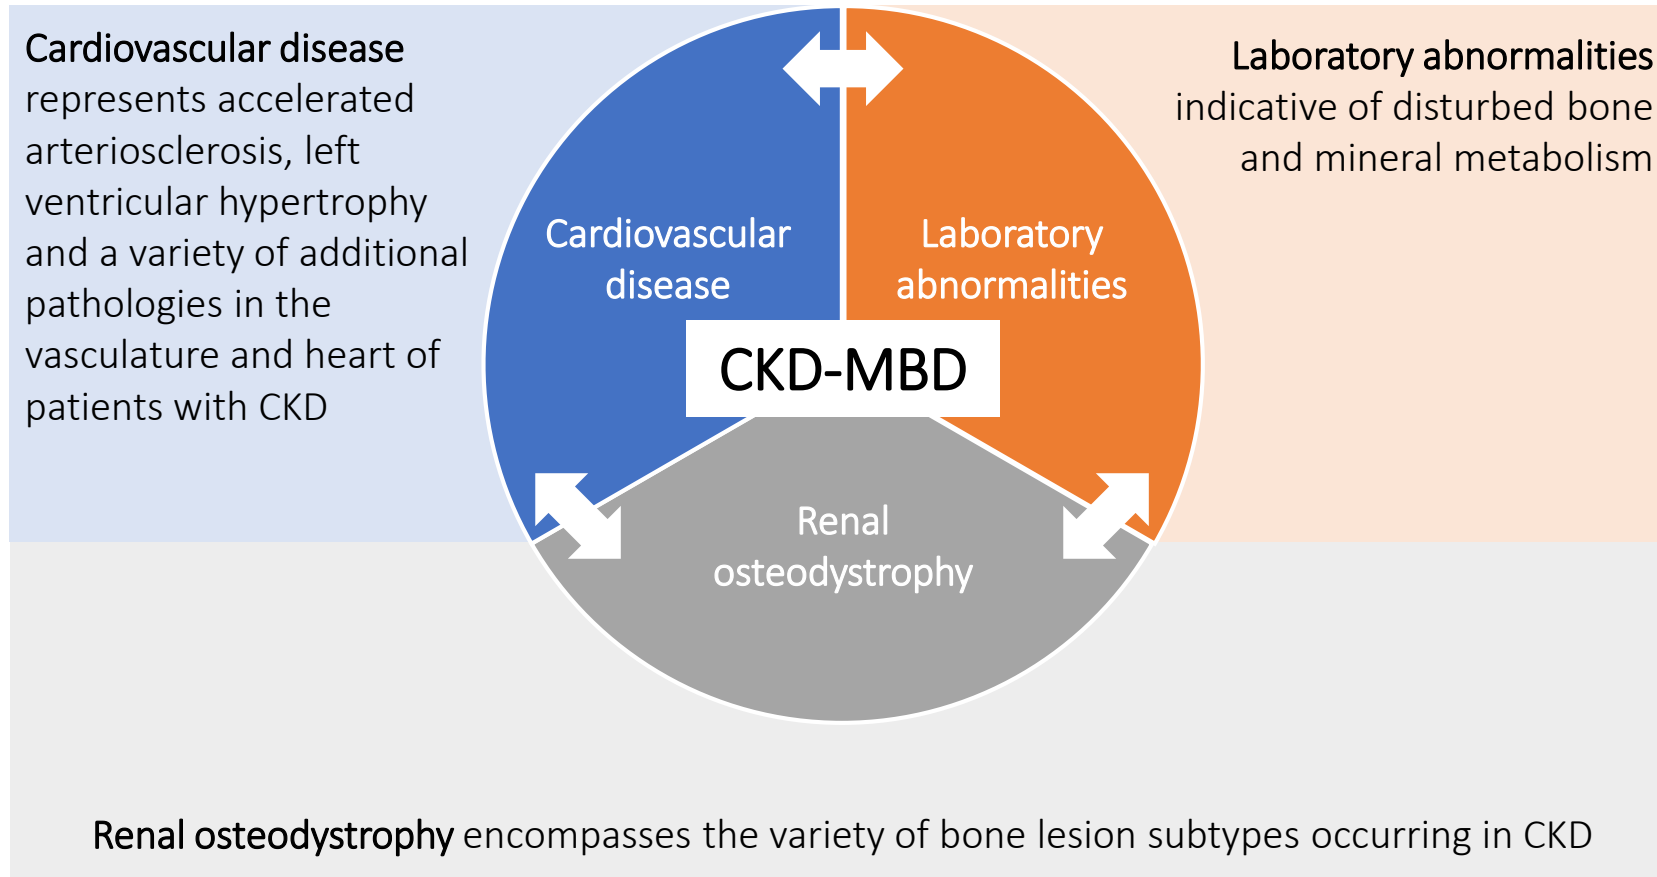 Cardiovascular disease
represents accelerated
arteriosclerosis, left
ventricular hypertrophy
and a variety of additional
pathologies in the
vasculature and heart of
patients with CKD
Laboratory abnormalities
indicative of disturbed bone
and mineral metabolism
Cardiovascular
disease
Laboratory
abnormalities
CKD-MBD
Renal
osteodystrophy
Renal osteodystrophy encompasses the variety of bone lesion subtypes occurring in CKD